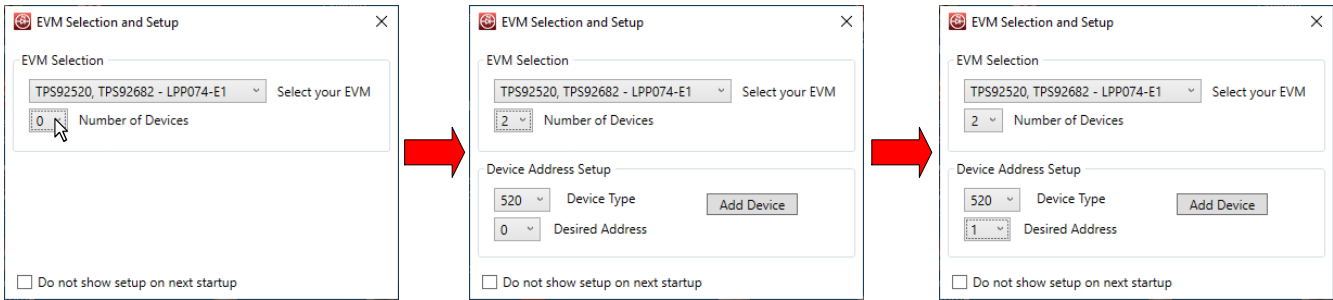 EVM Selection and Setup
EVM Selection
TPS92520, TPS92682 - LPP074-E1 Select your EVM
0 Number of Devices
Do not show setup on next startup
EVM Selection and Setup
EVM Selection
TPS92520, TPS92682 - LPP074-E1 Select your EVM
2 Number of Devices
Device Address Setup
520 Device Type Add Device
0 Desired Address
Do not show setup on next startup
EVM Selection and Setup
EVM Selection
TPS92520, TPS92682 - LPP074-E1 Select your EVM
2 Number of Devices
Device Address Setup
520 Device Type Add Device
1 Desired Address
Do not show setup on next startup